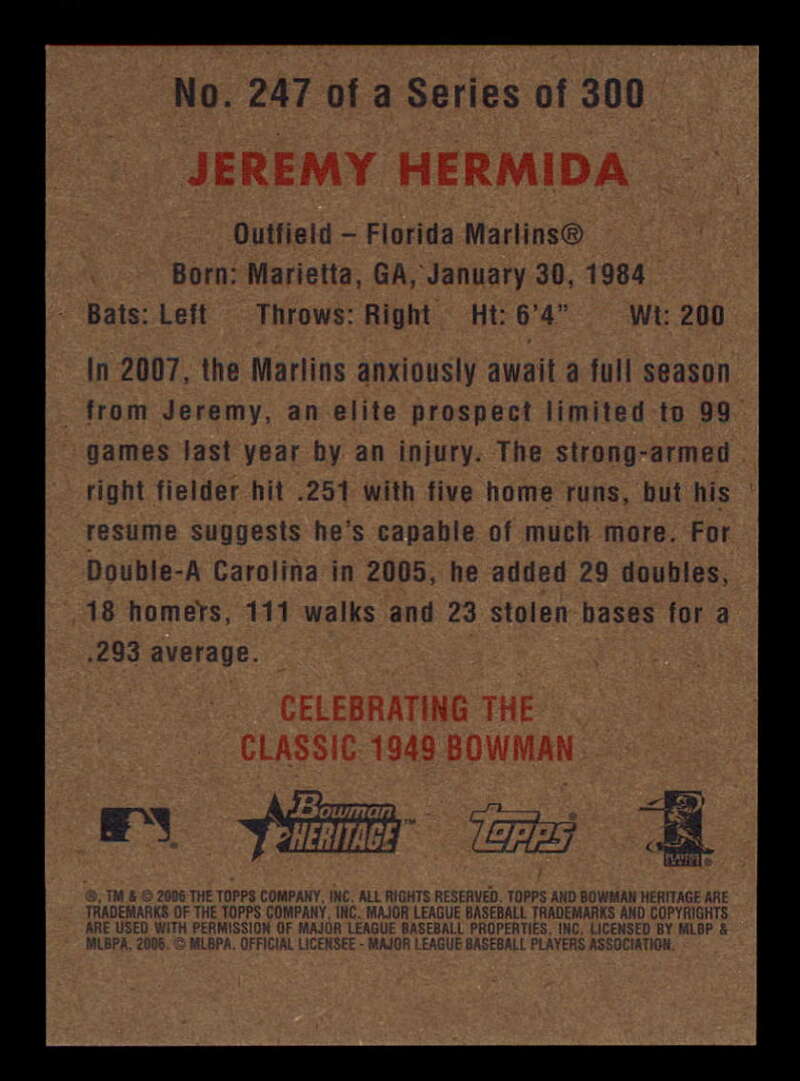 No. 247 of a Series of 300
JEREMY HERMIDA
Outfield – Florida Marlins®
Born: Marietta, GA, January 30, 1984
Bats: Left Throws: Right Ht: 6'4" Wt: 200
In 2007, the Marlins anxiously await a full season
from Jeremy, an elite prospect limited to 99
games last year by an injury. The strong-armed
right fielder hit .251 with five home runs, but his
resume suggests he's capable of much more. For
Double-A Carolina in 2005, he added 29 doubles,
18 homers, 111 walks and 23 stolen bases for a
.293 average.
CELEBRATING THE
CLASSIC 1949 BOWMAN
Bowman
HERITAGE™
TOPPS®
PLAYERS
®, TM & © 2006 THE TOPPS COMPANY, INC. ALL RIGHTS RESERVED. TOPPS AND BOWMAN HERITAGE ARE
TRADEMARKS OF THE TOPPS COMPANY, INC. MAJOR LEAGUE BASEBALL TRADEMARKS AND COPYRIGHTS
ARE USED WITH PERMISSION OF MAJOR LEAGUE BASEBALL PROPERTIES, INC. LICENSED BY MLBP &
MLBPA, 2006. © MLBPA. OFFICIAL LICENSEE - MAJOR LEAGUE BASEBALL PLAYERS ASSOCIATION.